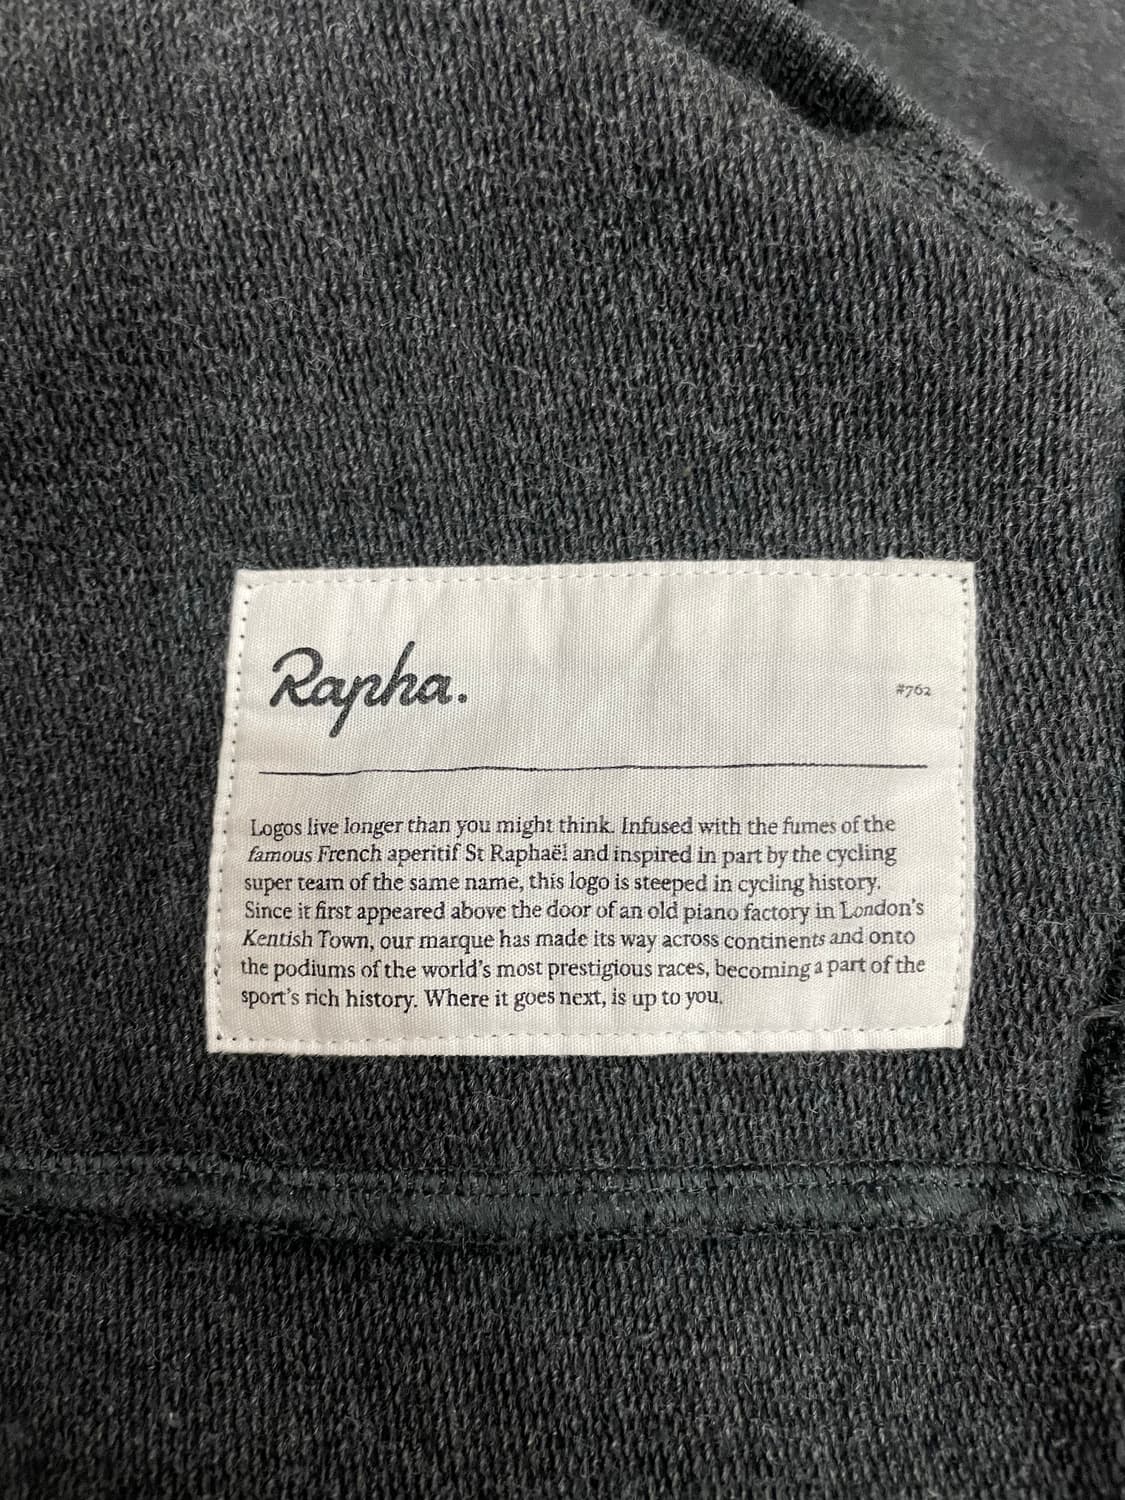 Rapha.
#762
Logos live longer than you might think. Infused with the fumes of the
famous French aperitif St Raphaël and inspired in part by the cycling
super team of the same name, this logo is steeped in cycling history.
Since it first appeared above the door of an old piano factory in London's
Kentish Town, our marque has made its way across continents and onto
the podiums of the world's most prestigious races, becoming a part of the
sport's rich history. Where it goes next, is up to you.